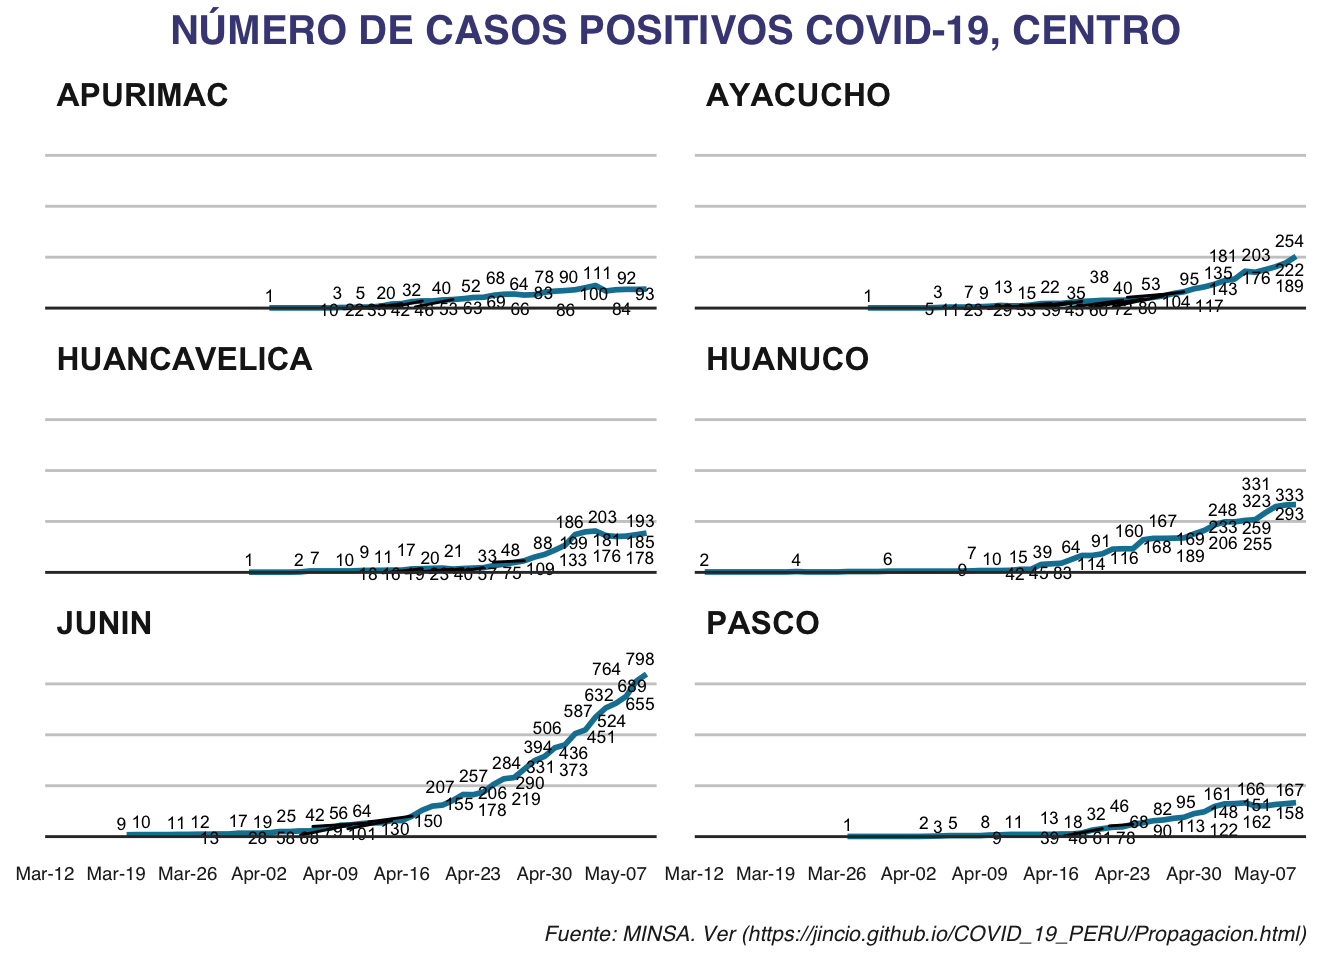 NÚMERO DE CASOS POSITIVOS COVID-19, CENTRO
APURIMAC
1 3 5 20 32 40 52 68 64 78 90 111 92
10 22 35 42 46 53 63 69 66 83 86 100 84 93
AYACUCHO
1 3 7 9 13 15 22 35 38 40 53 95 135 181 203 254
5 11 23 29 33 39 45 60 72 80 104 117 143 176 222 189
HUANCAVELICA
1 2 7 10 9 11 17 20 21 33 48 88 186 203 193
18 16 19 23 40 57 75 109 133 199 181 176 185 178
HUANUCO
2 4 6 7 10 15 39 64 91 160 167 248 331 323 333
9 42 45 83 114 116 168 169 189 233 206 259 255 293
JUNIN
9 10 11 12 17 19 25 42 56 64 207 257 284 394 506 587 632 764 798
13 28 58 68 79 101 130 150 155 206 178 290 219 331 436 373 524 451 689 655
PASCO
1 2 3 5 8 11 13 18 32 46 82 95 161 166 167
9 39 48 61 78 68 90 113 148 122 151 162 158
Mar-12 Mar-19 Mar-26 Apr-02 Apr-09 Apr-16 Apr-23 Apr-30 May-07 Mar-12 Mar-19 Mar-26 Apr-02 Apr-09 Apr-16 Apr-23 Apr-30 May-07
Fuente: MINSA. Ver (https://jincio.github.io/COVID_19_PERU/Propagacion.html)